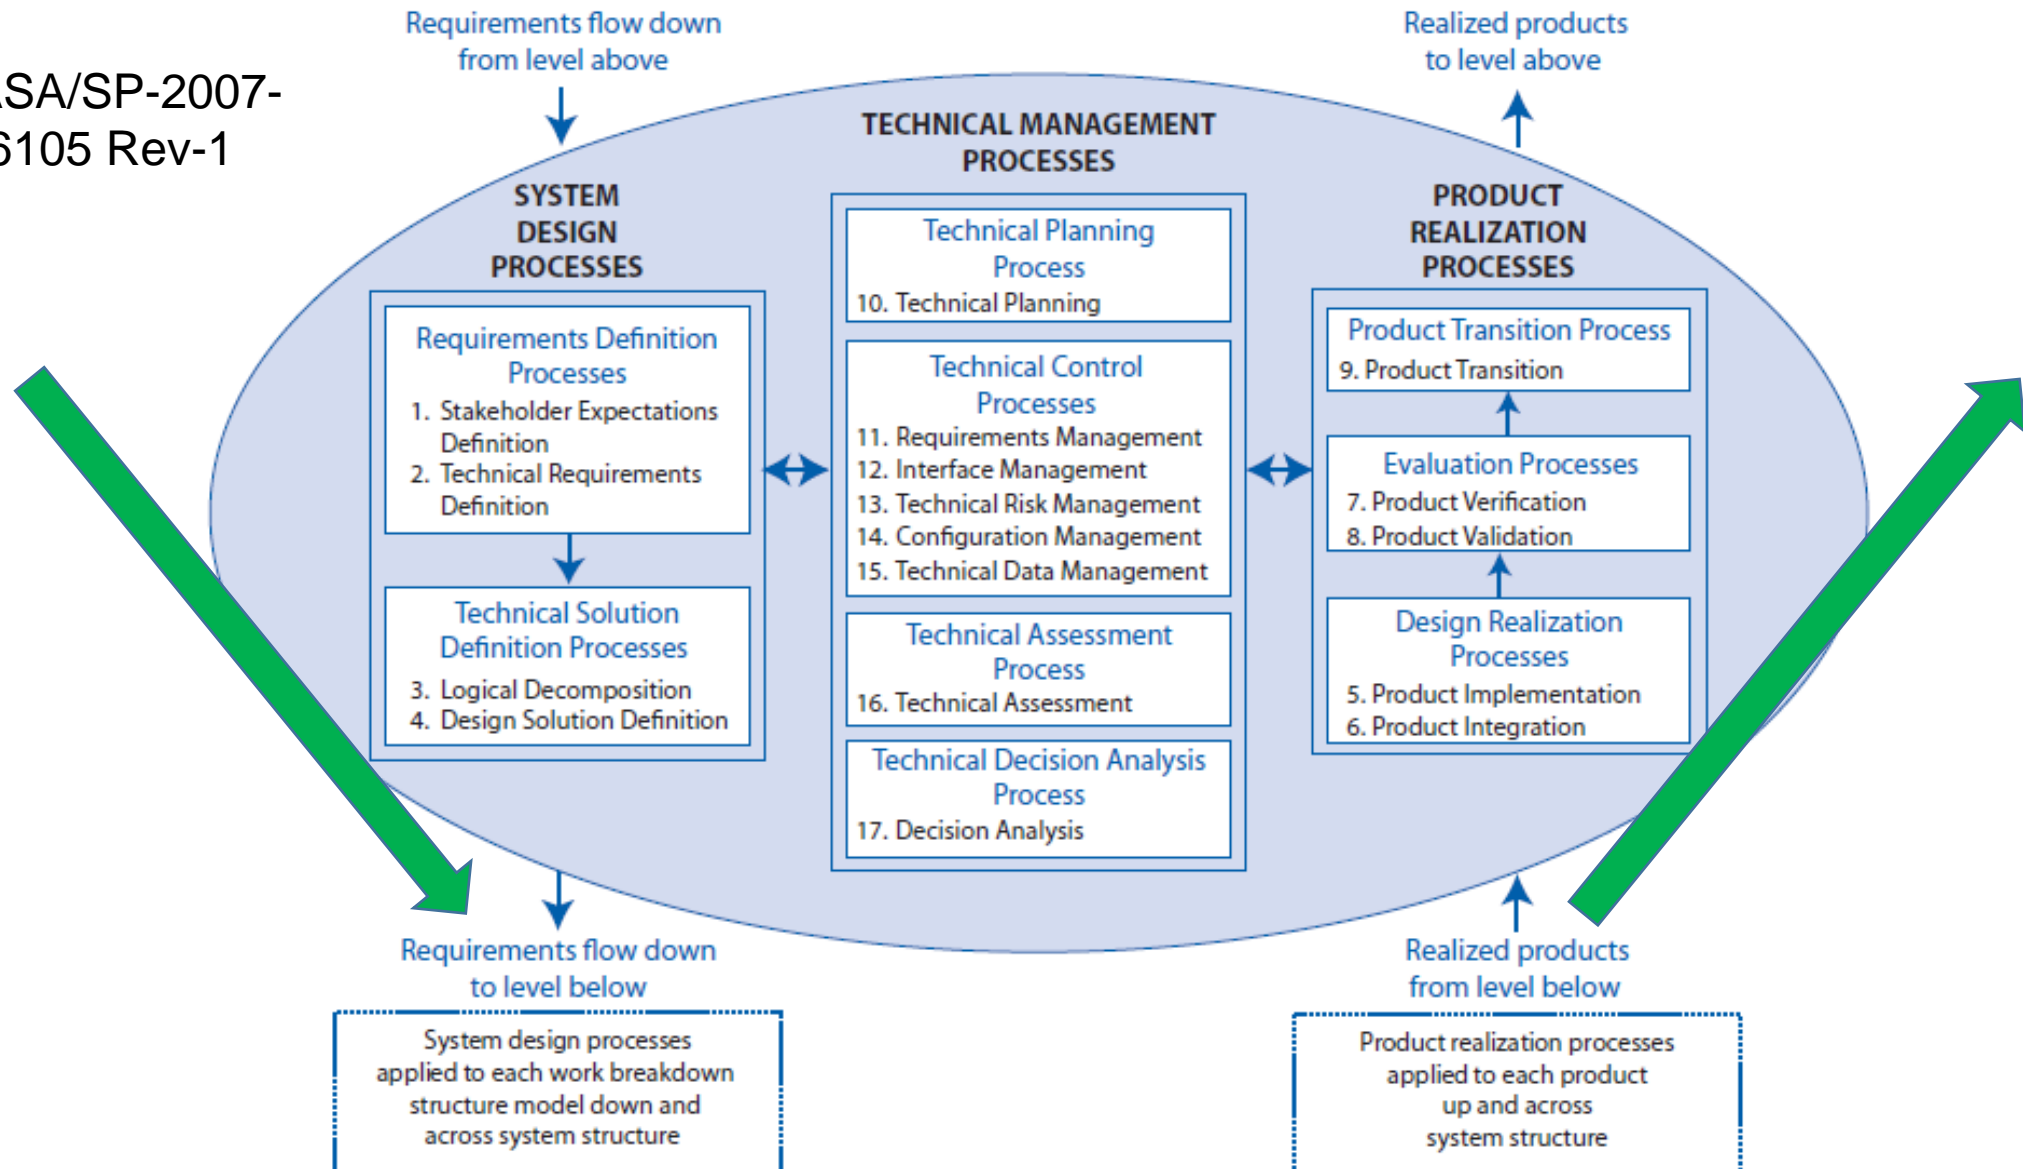 ASA/SP-2007-
6105 Rev-1
Requirements flow down
from level above
Realized products
to level above
TECHNICAL MANAGEMENT
PROCESSES
SYSTEM
DESIGN
PROCESSES
Requirements Definition
Processes
1. Stakeholder Expectations
Definition
2. Technical Requirements
Definition
Technical Solution
Definition Processes
3. Logical Decomposition
4. Design Solution Definition
Technical Planning
Process
10. Technical Planning
Technical Control
Processes
11. Requirements Management
12. Interface Management
13. Technical Risk Management
14. Configuration Management
15. Technical Data Management
Technical Assessment
Process
16. Technical Assessment
Technical Decision Analysis
Process
17. Decision Analysis
PRODUCT
REALIZATION
PROCESSES
Product Transition Process
9. Product Transition
Evaluation Processes
7. Product Verification
8. Product Validation
Design Realization
Processes
5. Product Implementation
6. Product Integration
Requirements flow down
to level below
Realized products
from level below
System design processes
applied to each work breakdown
structure model down and
across system structure
Product realization processes
applied to each product
up and across
system structure